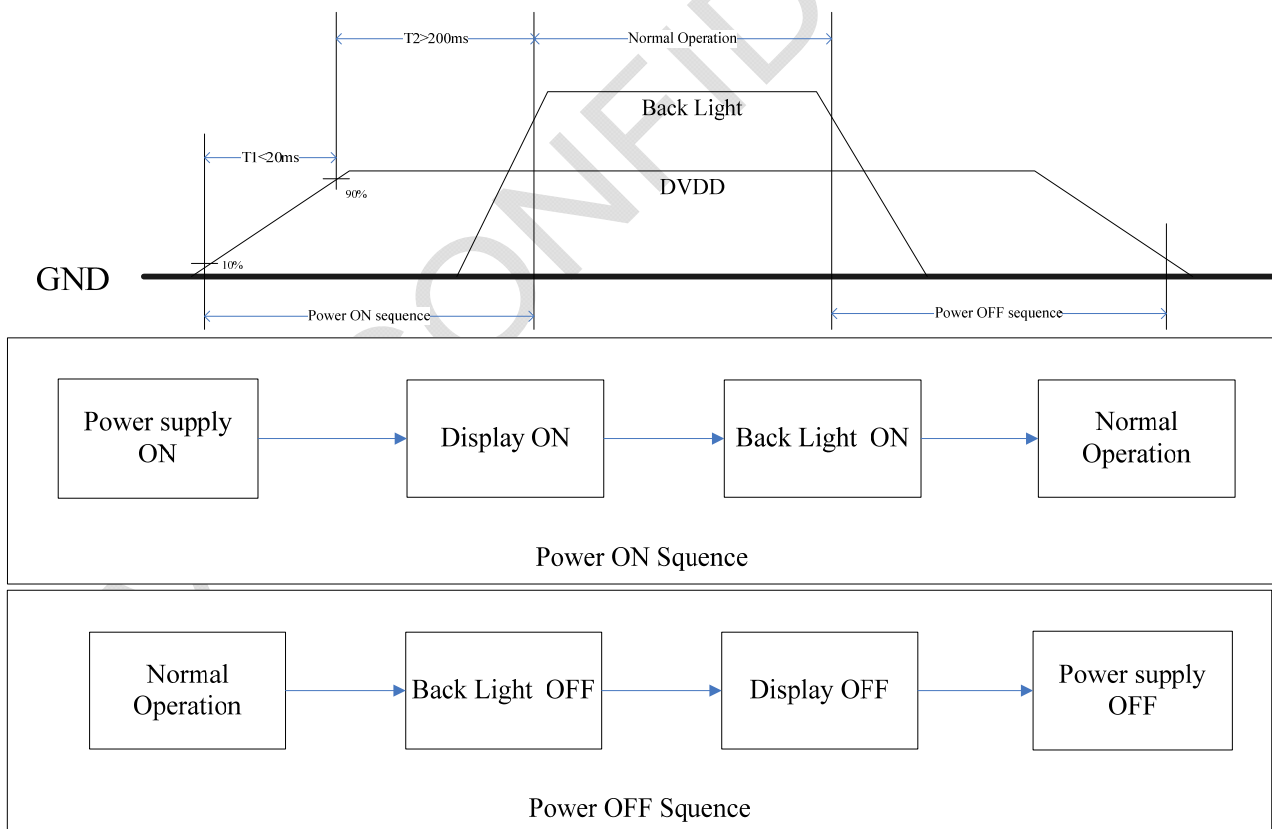 T2>200ms
Normal Operation
Back Light
T1<20ms
DVDD
90%
10%
GND
Power ON sequence
Power OFF sequence
Power supply
ON
Display ON
Back Light ON
Normal
Operation
Power ON Squence
Normal
Operation
Back Light OFF
Display OFF
Power supply
OFF
Power OFF Squence